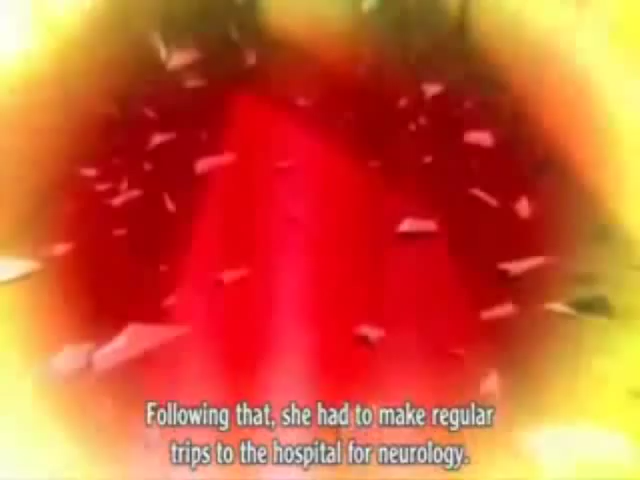 Following that, she had to make regular
trips to the hospital for neurology.